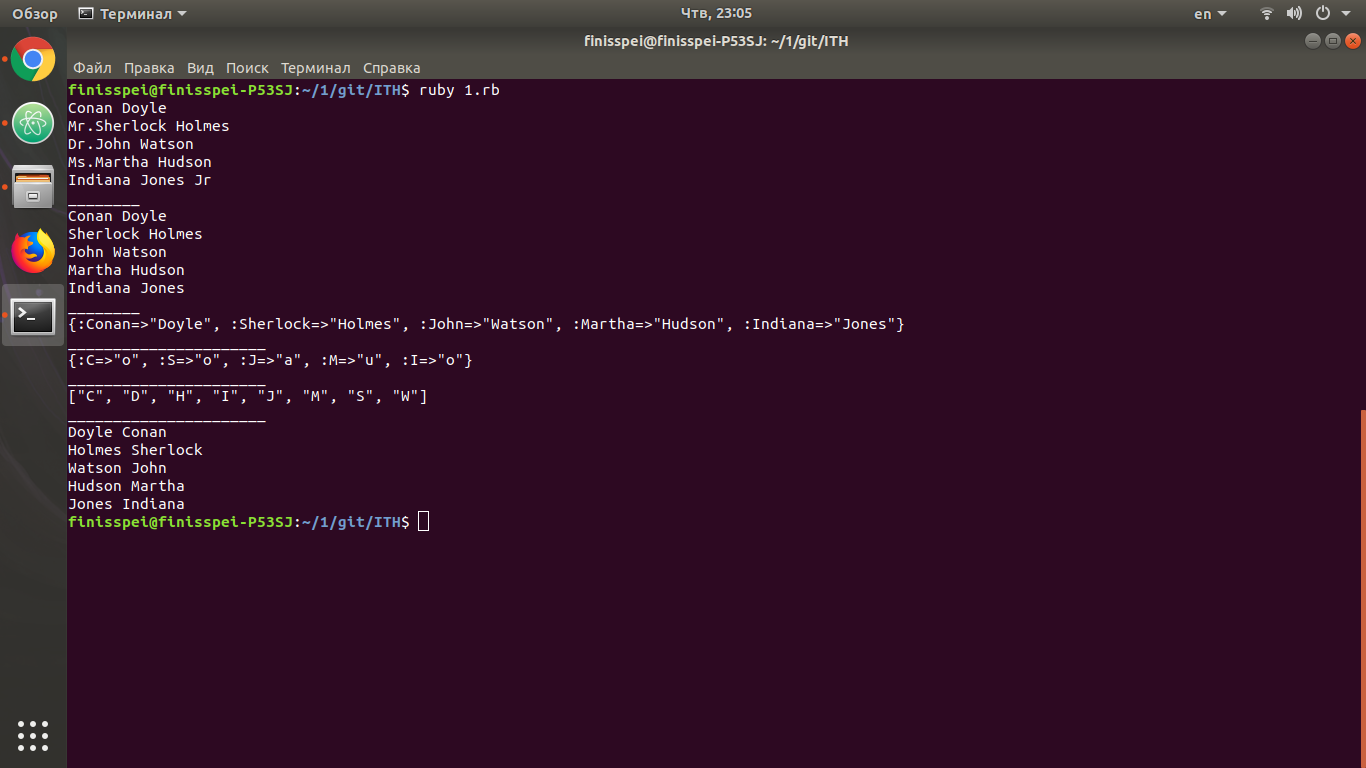 Обзор Терминал Чтв, 23:05 en
finisspei@finisspei-P53SJ: ~/1/git/ITH
Файл Правка Вид Поиск Терминал Справка
finisspei@finisspei-P53SJ:~/1/git/ITH$ ruby 1.rb
Conan Doyle
Mr.Sherlock Holmes
Dr.John Watson
Ms.Martha Hudson
Indiana Jones Jr
________
Conan Doyle
Sherlock Holmes
John Watson
Martha Hudson
Indiana Jones
________
{:Conan=>"Doyle", :Sherlock=>"Holmes", :John=>"Watson", :Martha=>"Hudson", :Indiana=>"Jones"}
______________________
{:C=>"o", :S=>"o", :J=>"a", :M=>"u", :I=>"o"}
______________________
["C", "D", "H", "I", "J", "M", "S", "W"]
______________________
Doyle Conan
Holmes Sherlock
Watson John
Hudson Martha
Jones Indiana
finisspei@finisspei-P53SJ:~/1/git/ITH$